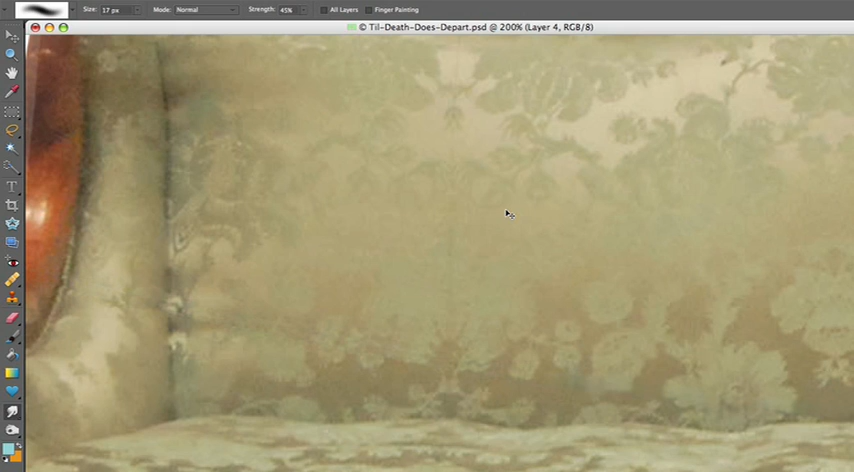 Size: 17 px Mode: Normal Strength: 45% All Layers Finger Painting
© Til-Death-Does-Depart.psd @ 200% (Layer 4, RGB/8)
T